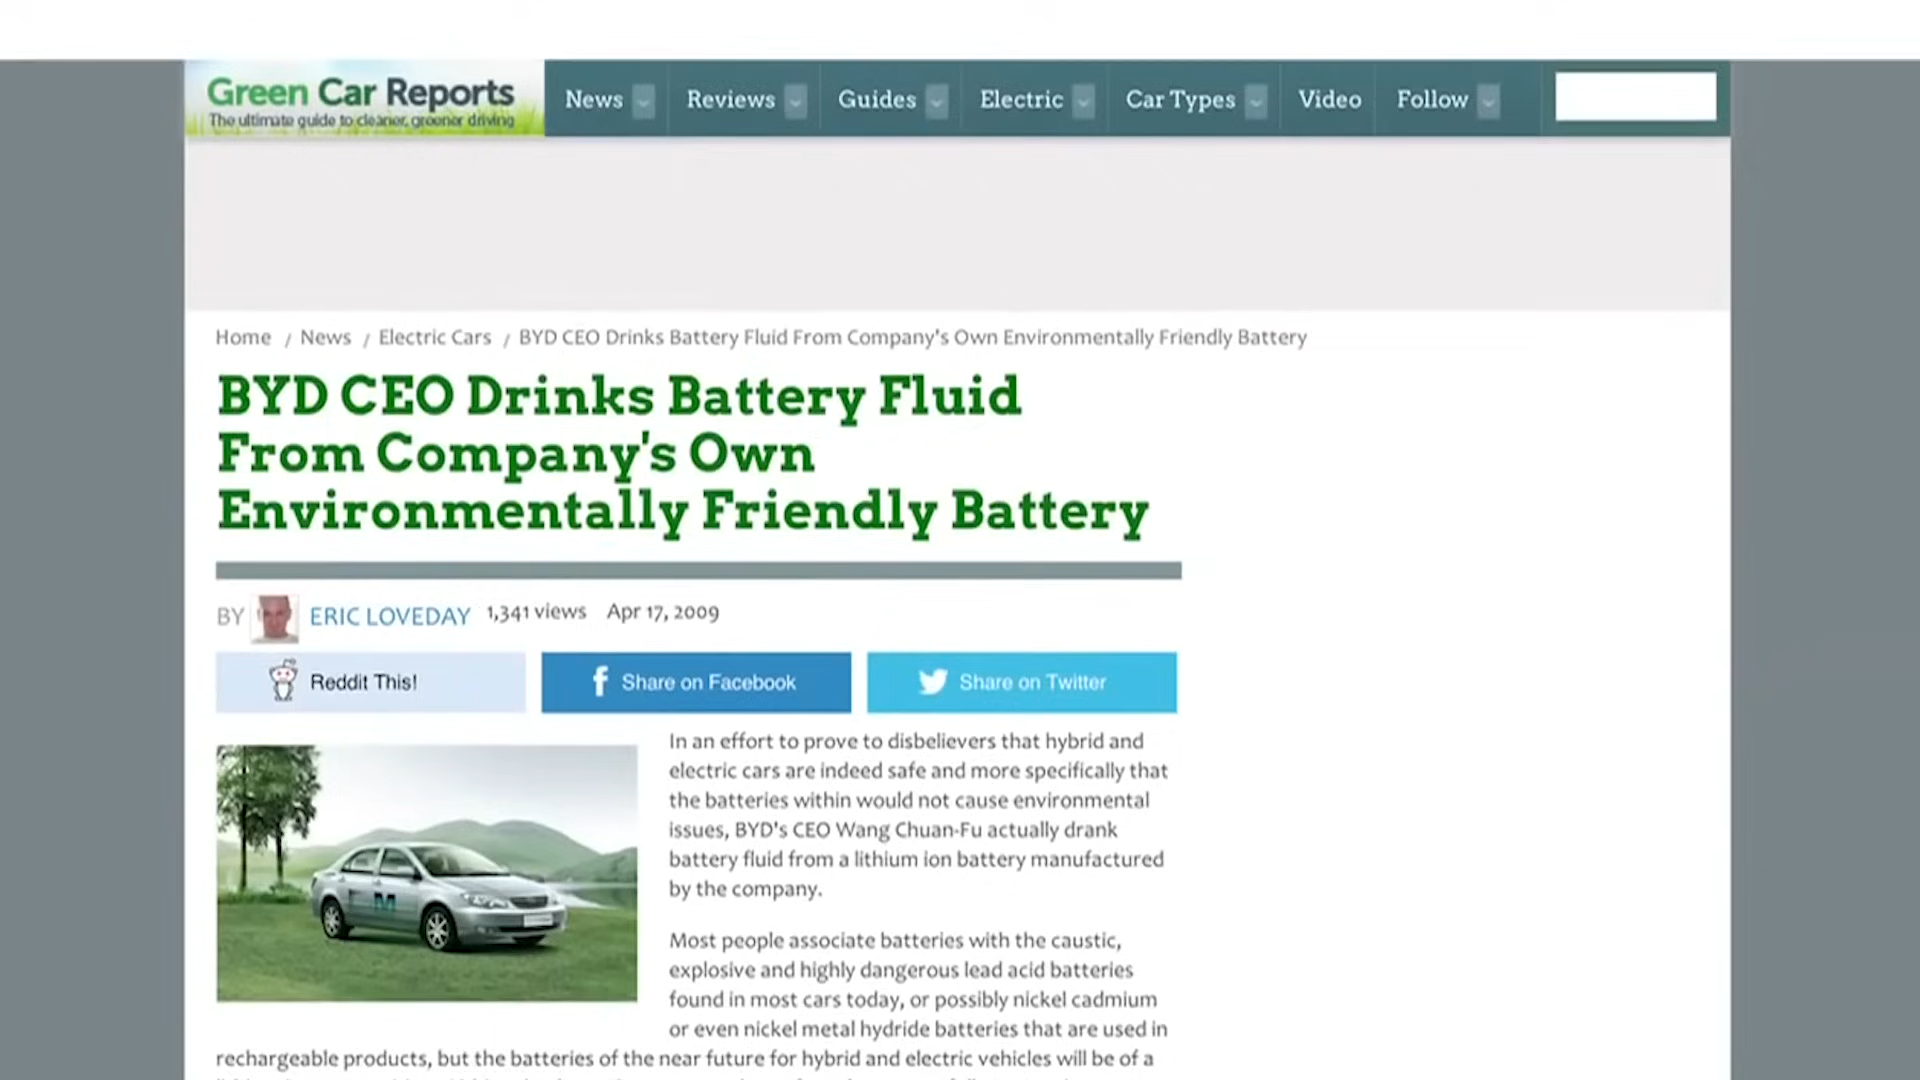 Green Car Reports
The ultimate guide to cleaner, greener driving
News
Reviews
Guides
Electric
Car Types
Video
Follow
Home / News / Electric Cars / BYD CEO Drinks Battery Fluid From Company's Own Environmentally Friendly Battery
BYD CEO Drinks Battery Fluid
From Company's Own
Environmentally Friendly Battery
BY ERIC LOVEDAY 1,341 views Apr 17, 2009
Reddit This!
Share on Facebook
Share on Twitter
In an effort to prove to disbelievers that hybrid and
electric cars are indeed safe and more specifically that
the batteries within would not cause environmental
issues, BYD's CEO Wang Chuan-Fu actually drank
battery fluid from a lithium ion battery manufactured
by the company.
Most people associate batteries with the caustic,
explosive and highly dangerous lead acid batteries
found in most cars today, or possibly nickel cadmium
or even nickel metal hydride batteries that are used in
rechargeable products, but the batteries of the near future for hybrid and electric vehicles will be of a